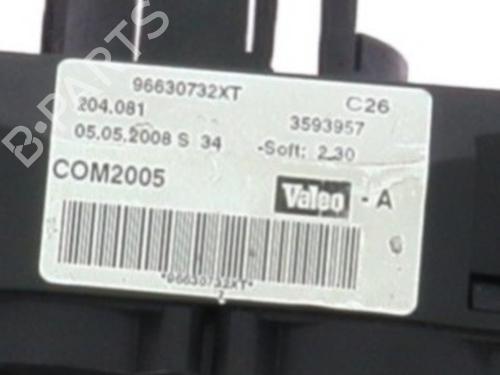 96630732XT C26
204.081 3593957
05.05.2008 S 34 -Soft: 2.30
COM2005 Valeo - A
*96630732XT*
B-PARTS